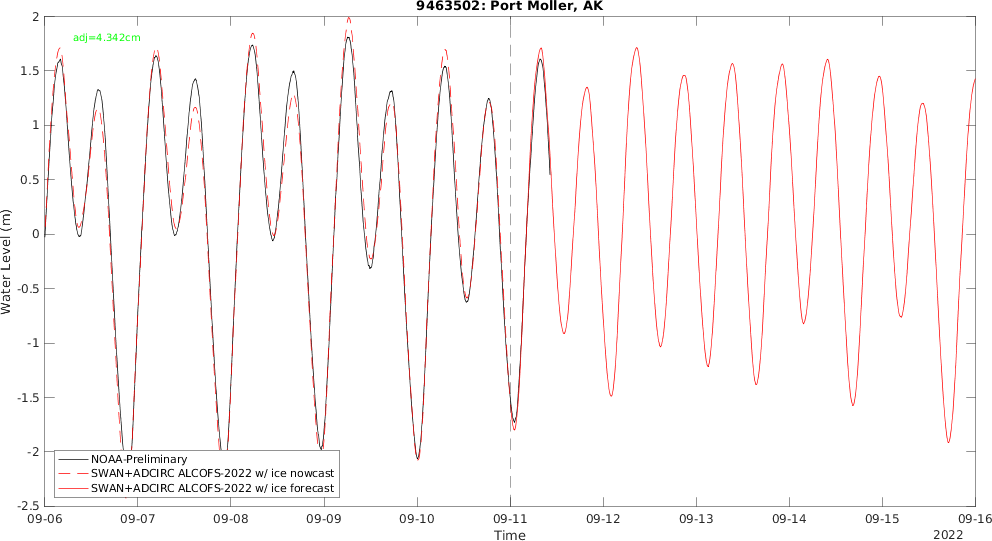 9463502: Port Moller, AK
adj=4.342cm
Water Level (m)
2
1.5
1
0.5
0
-0.5
-1
-1.5
-2
-2.5
NOAA-Preliminary
SWAN+ADCIRC ALCOFS-2022 w/ ice nowcast
SWAN+ADCIRC ALCOFS-2022 w/ ice forecast
09-06 09-07 09-08 09-09 09-10 09-11 09-12 09-13 09-14 09-15 09-16
Time
2022